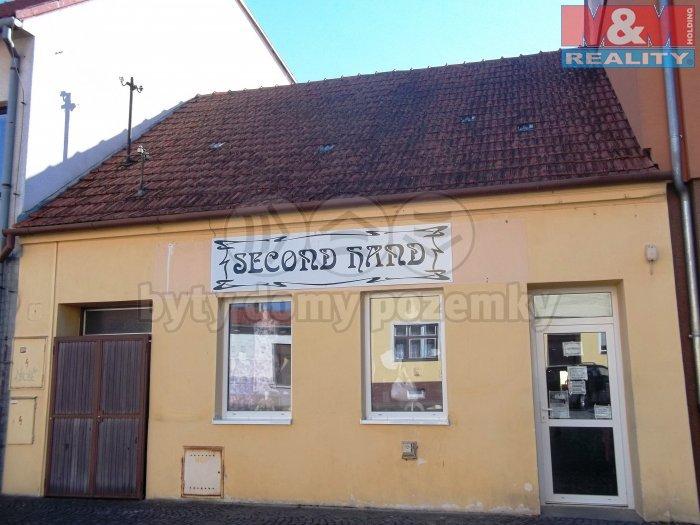 M&
HOLDING
REALITY
SECOND HAND
byty domy pozemky